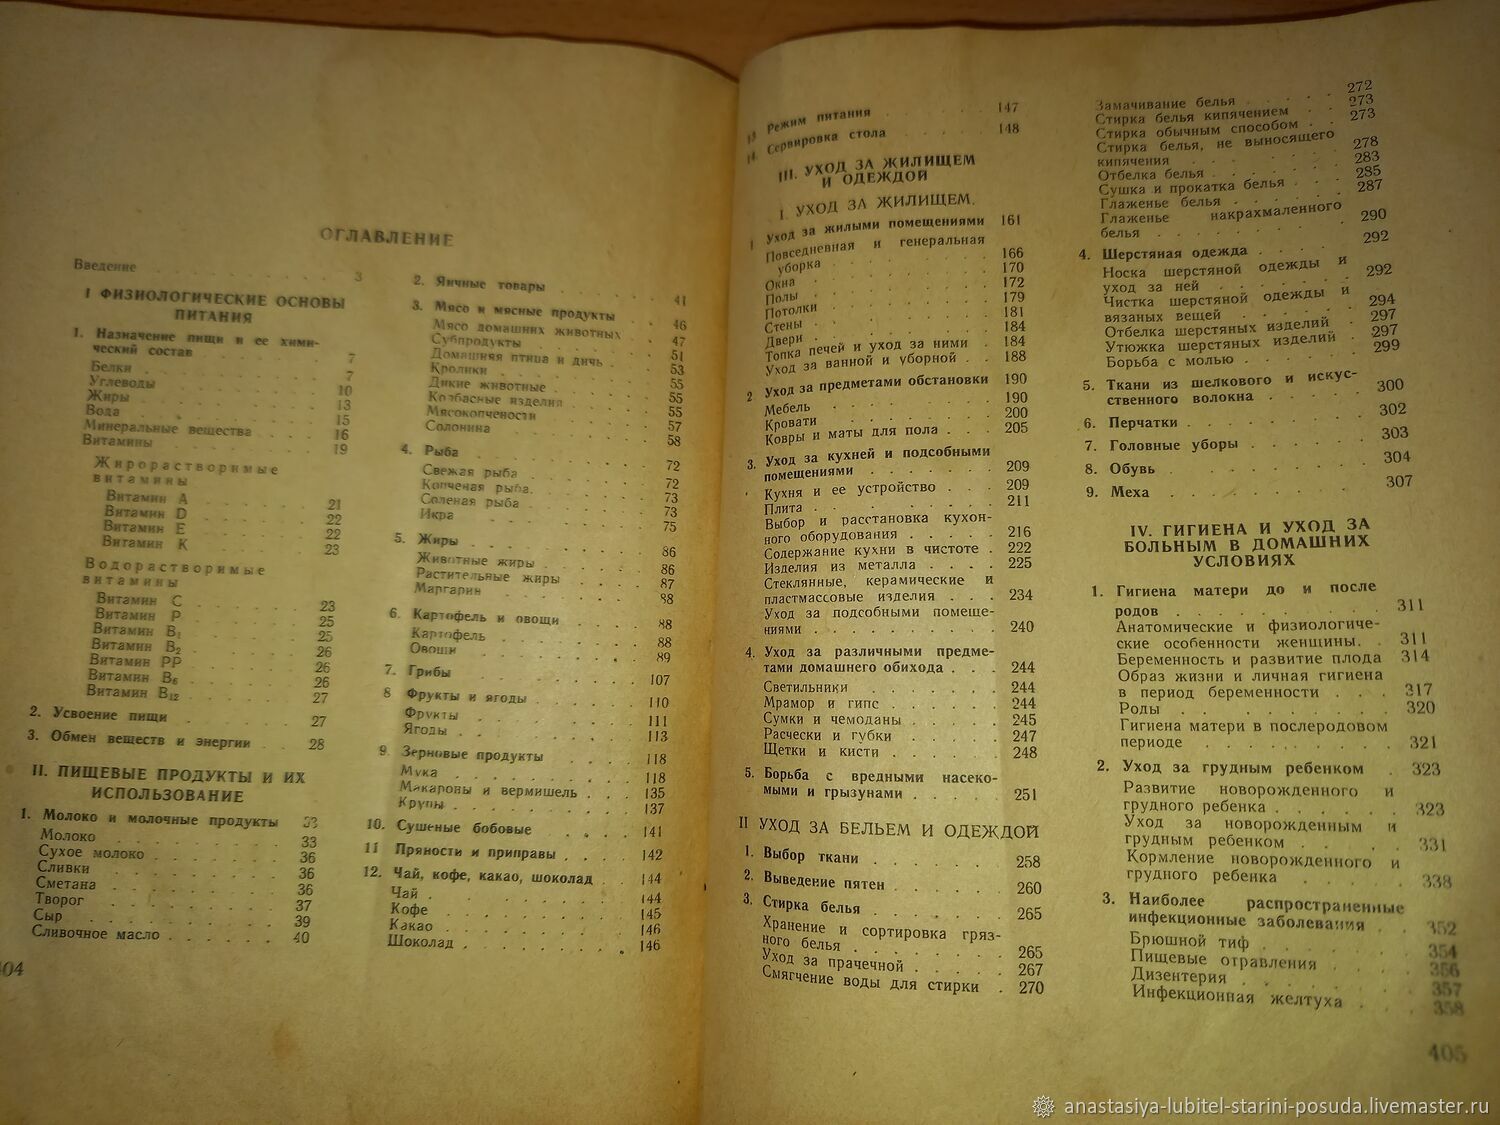 ОГЛАВЛЕНИЕ
Введение 3
I ФИЗИОЛОГИЧЕСКИЕ ОСНОВЫ
ПИТАНИЯ
1. Назначение пищи и ее хими-
ческий состав 7
Белки 7
Углеводы 10
Жиры 13
Вода 15
Минеральные вещества 16
Витамины 19
Жирорастворимые
витамины
Витамин А 21
Витамин D 22
Витамин Е 22
Витамин К 23
Водорастворимые
витамины
Витамин С 23
Витамин Р 25
Витамин B1 25
Витамин B2 26
Витамин РР 26
Витамин B6 26
Витамин B12 27
2. Усвоение пищи 27
3. Обмен веществ и энергии 28
II. ПИЩЕВЫЕ ПРОДУКТЫ И ИХ
ИСПОЛЬЗОВАНИЕ
1. Молоко и молочные продукты 33
Молоко 33
Сухое молоко 36
Сливки 36
Сметана 36
Творог 37
Сыр 39
Сливочное масло 40
404
2. Яичные товары 41
3. Мясо и мясные продукты 46
Мясо домашних животных 47
Субпродукты 51
Домашняя птица и дичь 53
Кролики 55
Дикие животные 55
Колбасные изделия 55
Мясокопчености 57
Солонина 58
4. Рыба 72
Свежая рыба 72
Копченая рыба 73
Соленая рыба 73
Икра 75
5. Жиры 86
Животные жиры 86
Растительные жиры 87
Маргарин 88
6. Картофель и овощи 88
Картофель 88
Овощи 89
7. Грибы 107
8 Фрукты и ягоды 110
Фрукты 111
Ягоды 113
9. Зерновые продукты 118
Мука 118
Макароны и вермишель 135
Крупы 137
10. Сушеные бобовые 141
11 Пряности и приправы 142
12. Чай, кофе, какао, шоколад 144
Чай 144
Кофе 145
Какао 146
Шоколад 146
13 Режим питания 147
14 Сервировка стола 148
III. УХОД ЗА ЖИЛИЩЕМ
И ОДЕЖДОЙ
I УХОД ЗА ЖИЛИЩЕМ.
1 Уход за жилыми помещениями 161
Повседневная и генеральная
уборка 166
Окна 170
Полы 172
Потолки 179
Стены 181
Двери 184
Топка печей и уход за ними 184
Уход за ванной и уборной 188
2 Уход за предметами обстановки 190
Мебель 190
Кровати 200
Ковры и маты для пола 205
3. Уход за кухней и подсобными
помещениями 209
Кухня и ее устройство 209
Плита 211
Выбор и расстановка кухон-
ного оборудования 216
Содержание кухни в чистоте 222
Изделия из металла 225
Стеклянные, керамические и
пластмассовые изделия 234
Уход за подсобными помеще-
ниями 240
4. Уход за различными предме-
тами домашнего обихода 244
Светильники 244
Мрамор и гипс 244
Сумки и чемоданы 245
Расчески и губки 247
Щетки и кисти 248
5. Борьба с вредными насеко-
мыми и грызунами 251
II УХОД ЗА БЕЛЬЕМ И ОДЕЖДОЙ
1. Выбор ткани 258
2. Выведение пятен 260
3. Стирка белья 265
Хранение и сортировка гряз-
ного белья 265
Уход за прачечной 267
Смягчение воды для стирки 270
Замачивание белья 272
Стирка белья кипячением 273
Стирка обычным способом 273
Стирка белья, не выносящего
кипячения 278
Отбелка белья 283
Сушка и прокатка белья 285
Глаженье белья 287
Глаженье накрахмаленного
белья 290
4. Шерстяная одежда 292
Носка шерстяной одежды и
уход за ней 292
Чистка шерстяной одежды и
вязаных вещей 294
Отбелка шерстяных изделий 297
Утюжка шерстяных изделий 297
Борьба с молью 299
5. Ткани из шелкового и искус-
ственного волокна 300
6. Перчатки 302
7. Головные уборы 303
8. Обувь 304
9. Меха 307
IV. ГИГИЕНА И УХОД ЗА
БОЛЬНЫМ В ДОМАШНИХ
УСЛОВИЯХ
1. Гигиена матери до и после
родов 311
Анатомические и физиологиче-
ские особенности женщины. 311
Беременность и развитие плода 314
Образ жизни и личная гигиена
в период беременности 317
Роды 320
Гигиена матери в послеродовом
периоде 321
2. Уход за грудным ребенком 323
Развитие новорожденного и
грудного ребенка 323
Уход за новорожденным и
грудным ребенком 331
Кормление новорожденного и
грудного ребенка 338
3. Наиболее распространенные
инфекционные заболевания 352
Брюшной тиф 354
Пищевые отравления 356
Дизентерия 357
Инфекционная желтуха 358
405
anastasiya-lubitel-starini-posuda.livemaster.ru